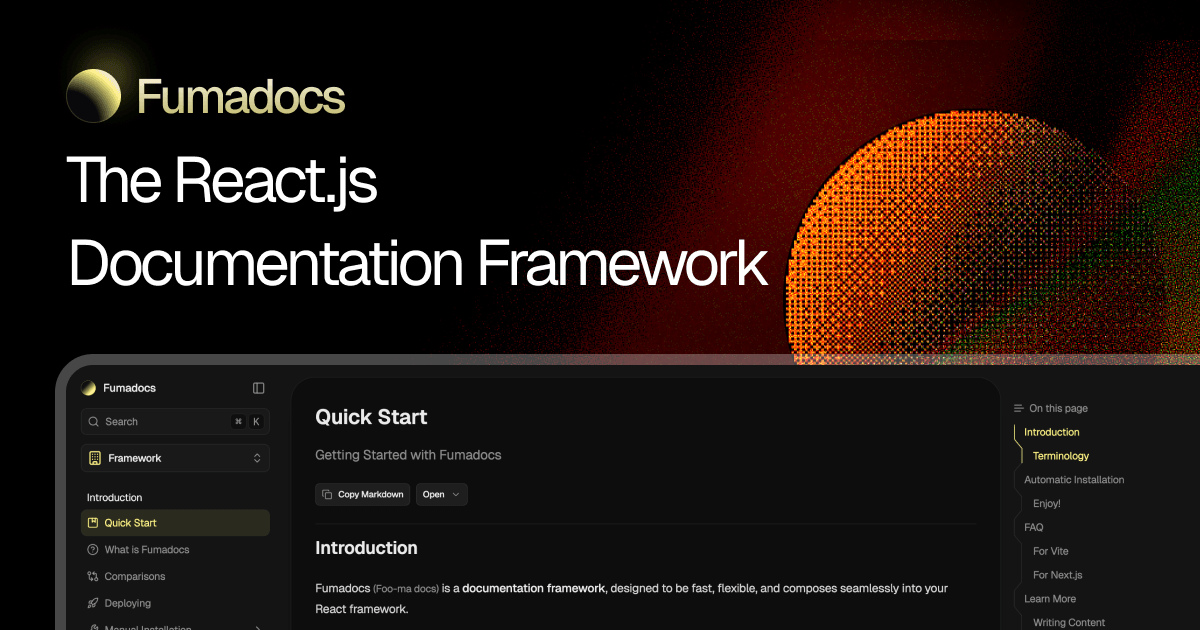 Fumadocs
The React.js
Documentation Framework
Fumadocs
Search
⌘ K
Framework
Introduction
Quick Start
What is Fumadocs
Comparisons
Deploying
Manual Installation
Quick Start
Getting Started with Fumadocs
Copy Markdown
Open
Introduction
Fumadocs (Foo-ma docs) is a documentation framework, designed to be fast, flexible, and composes seamlessly into your
React framework.
On this page
Introduction
Terminology
Automatic Installation
Enjoy!
FAQ
For Vite
For Next.js
Learn More
Writing Content